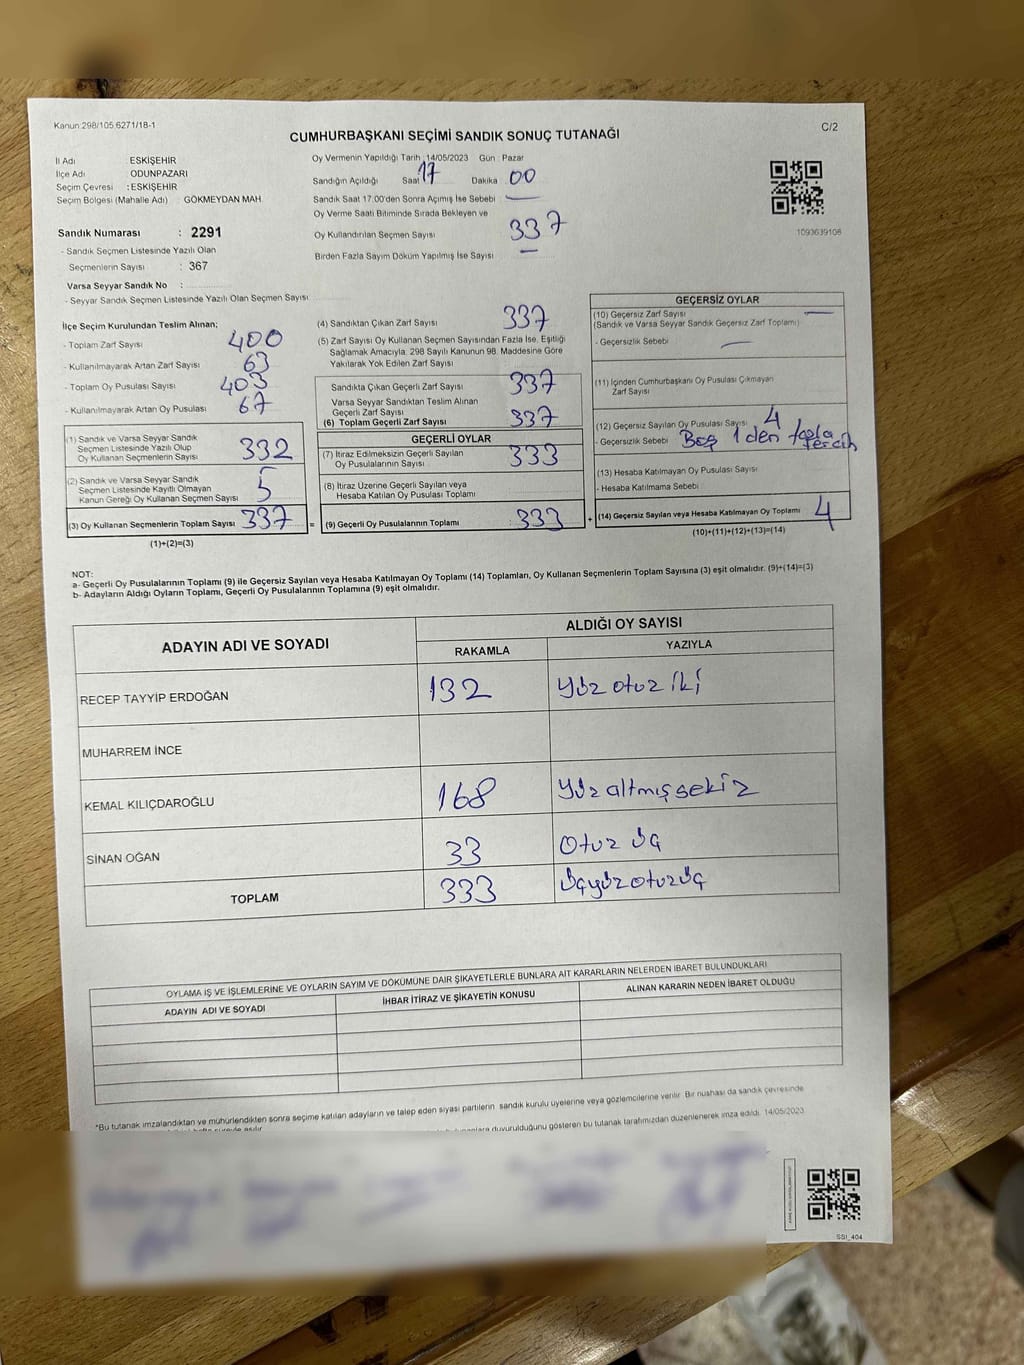 Kanun:298/105 6271/18-1
C/2
CUMHURBAŞKANI SEÇİMİ SANDIK SONUÇ TUTANAĞI
İl Adı : ESKİŞEHİR
İlçe Adı : ODUNPAZARI
Seçim Çevresi : ESKİŞEHİR
Seçim Bölgesi (Mahalle Adı) : GÖKMEYDAN MAH.
Oy Vermenin Yapıldığı Tarih : 14/05/2023 Gün : Pazar
Sandığın Açıldığı Saat 17 Dakika 00
Sandık Saat 17.00'den Sonra Açılmış İse Sebebi —
Oy Verme Saati Bitiminde Sırada Bekleyen ve
Oy Kullandırılan Seçmen Sayısı 337
Birden Fazla Sayım Döküm Yapılmış İse Sayısı —
1093639106
Sandık Numarası : 2291
- Sandık Seçmen Listesinde Yazılı Olan
Seçmenlerin Sayısı : 367
Varsa Seyyar Sandık No :
- Seyyar Sandık Seçmen Listesinde Yazılı Olan Seçmen Sayısı
İlçe Seçim Kurulundan Teslim Alınan;
- Toplam Zarf Sayısı 400
- Kullanılmayarak Artan Zarf Sayısı 63
- Toplam Oy Pusulası Sayısı 403
- Kullanılmayarak Artan Oy Pusulası 67
(1) Sandık ve Varsa Seyyar Sandık
Seçmen Listesinde Yazılı Olup
Oy Kullanan Seçmenlerin Sayısı 332
(2) Sandık ve Varsa Seyyar Sandık
Seçmen Listesinde Kayıtlı Olmayan
Kanun Gereği Oy Kullanan Seçmen Sayısı 5
(3) Oy Kullanan Seçmenlerin Toplam Sayısı 337 =
(1)+(2)=(3)
(4) Sandıktan Çıkan Zarf Sayısı 337
(5) Zarf Sayısı Oy Kullanan Seçmen Sayısından Fazla İse, Eşitliği
Sağlamak Amacıyla, 298 Sayılı Kanunun 98. Maddesine Göre
Yakılarak Yok Edilen Zarf Sayısı
Sandıkta Çıkan Geçerli Zarf Sayısı 337
Varsa Seyyar Sandıktan Teslim Alınan
Geçerli Zarf Sayısı
(6) Toplam Geçerli Zarf Sayısı 337
GEÇERLİ OYLAR
(7) İtiraz Edilmeksizin Geçerli Sayılan
Oy Pusulalarının Sayısı 333
(8) İtiraz Üzerine Geçerli Sayılan veya
Hesaba Katılan Oy Pusulası Toplamı
(9) Geçerli Oy Pusulalarının Toplamı : 333 +
GEÇERSİZ OYLAR
(10) Geçersiz Zarf Sayısı —
(Sandık ve Varsa Seyyar Sandık Geçersiz Zarf Toplamı)
- Geçersizlik Sebebi —
(11) İçinden Cumhurbaşkanı Oy Pusulası Çıkmayan
Zarf Sayısı
(12) Geçersiz Sayılan Oy Pusulası Sayısı 4
- Geçersizlik Sebebi Boş 1 den fazla tercih
(13) Hesaba Katılmayan Oy Pusulası Sayısı
- Hesaba Katılmama Sebebi
(14) Geçersiz Sayılan veya Hesaba Katılmayan Oy Toplamı 4
(10)+(11)+(12)+(13)=(14)
NOT:
a- Geçerli Oy Pusulalarının Toplamı (9) ile Geçersiz Sayılan veya Hesaba Katılmayan Oy Toplamı (14) Toplamları, Oy Kullanan Seçmenlerin Toplam Sayısına (3) eşit olmalıdır. (9)+(14)=(3)
b- Adayların Aldığı Oyların Toplamı, Geçerli Oy Pusulalarının Toplamına (9) eşit olmalıdır.
ADAYIN ADI VE SOYADI
ALDIĞI OY SAYISI
RAKAMLA YAZIYLA
RECEP TAYYİP ERDOĞAN 132 Yüz otuz iki
MUHARREM İNCE
KEMAL KILIÇDAROĞLU 168 Yüz altmış sekiz
SİNAN OĞAN 33 Otuz üç
TOPLAM 333 Üçyüz otuz üç
OYLAMA İŞ VE İŞLEMLERİNE VE OYLARIN SAYIM VE DÖKÜMÜNE DAİR ŞİKAYETLERLE BUNLARA AİT KARARLARIN NELERDEN İBARET BULUNDUKLARI
ADAYIN ADI VE SOYADI İHBAR İTİRAZ VE ŞİKAYETİN KONUSU ALINAN KARARIN NEDEN İBARET OLDUĞU
*Bu tutanak imzalandıktan ve mühürlendikten sonra seçime katılan adayların ve talep eden siyasi partilerin sandık kurulu üyelerine veya gözlemcilerine verilir. Bir nushası da sandık çevresinde
duyurulduğunu gösteren bu tutanak tarafımızdan düzenlenerek imza edildi. 14/05/2023
SSI_404